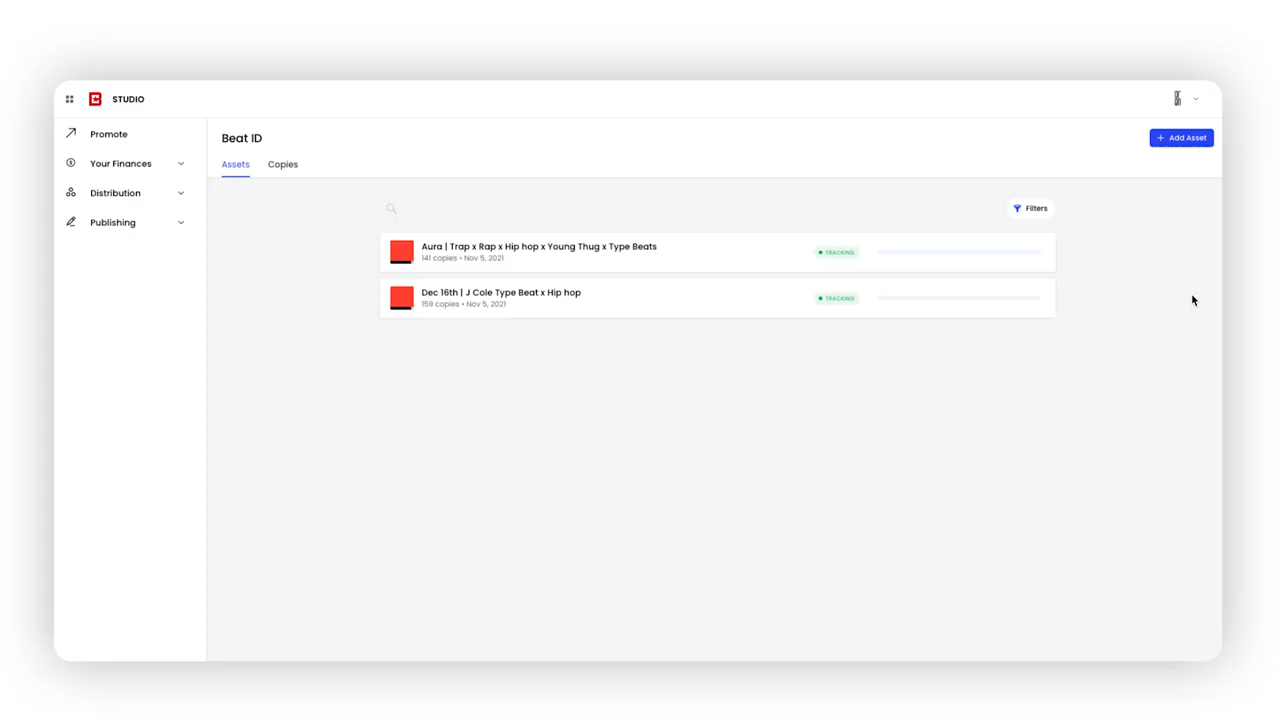 STUDIO
Promote
Your Finances
Distribution
Publishing
Beat ID
+ Add Asset
Assets Copies
Filters
Aura | Trap x Rap x Hip hop x Young Thug x Type Beats
141 copies • Nov 5, 2021
TRACKING
Dec 16th | J Cole Type Beat x Hip hop
159 copies • Nov 5, 2021
TRACKING